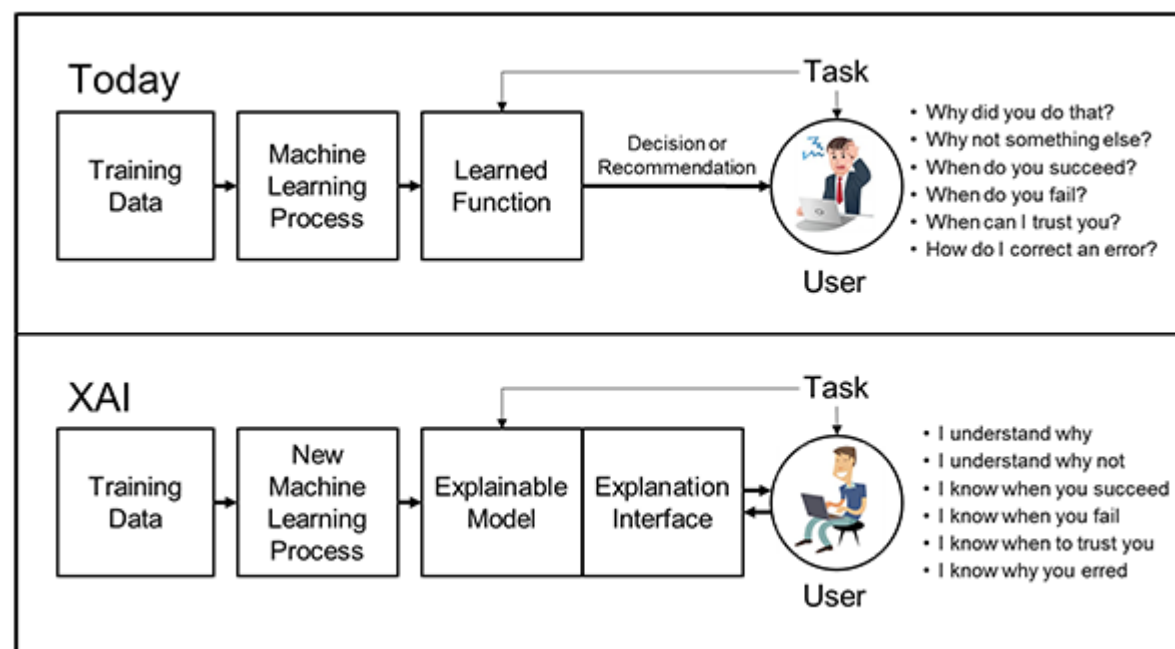 Today
Task
Training
Data
Machine
Learning
Process
Learned
Function
Decision or
Recommendation
User
• Why did you do that?
• Why not something else?
• When do you succeed?
• When do you fail?
• When can I trust you?
• How do I correct an error?
XAI
Task
Training
Data
New
Machine
Learning
Process
Explainable
Model
Explanation
Interface
User
• I understand why
• I understand why not
• I know when you succeed
• I know when you fail
• I know when to trust you
• I know why you erred